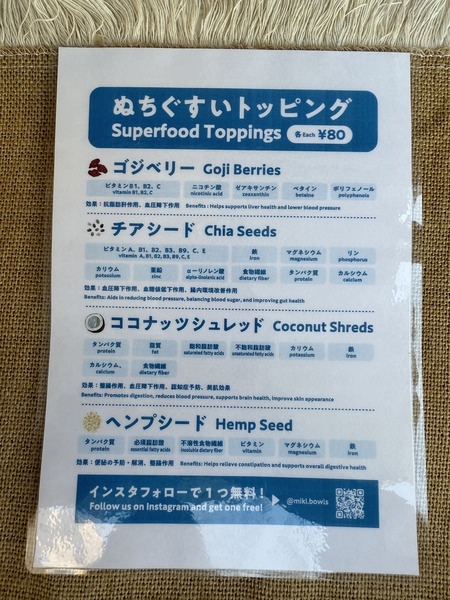 ぬちぐすいトッピング
Superfood Toppings 各Each ¥80
ゴジベリー Goji Berries
ビタミンB1、B2、C ニコチン酸 ゼアキサンチン ベタイン ポリフェノール
vitamin B1, B2, C nicotinic acid zeaxanthin betaine polyphenols
効果：抗脂肪肝作用、血圧降下作用 Benefits: Helps supports liver health and lower blood pressure
チアシード Chia Seeds
ビタミン A、B1、B2、B3、B9、C、E 鉄 マグネシウム リン
vitamin A, B1, B2, B3, B9, C, E iron magnesium phosphorus
カリウム 亜鉛 α-リノレン酸 食物繊維 タンパク質 カルシウム
potassium zinc alpha-linolenic acid dietary fiber protein calcium
効果：血圧降下作用、血糖値低下作用、腸内環境改善作用
Benefits: Aids in reducing blood pressure, balancing blood sugar, and improving gut health
ココナッツシュレッド Coconut Shreds
タンパク質 脂質 飽和脂肪酸 不飽和脂肪酸 カリウム 鉄
protein fat saturated fatty acids unsaturated fatty acids potassium iron
カルシウム、 食物繊維
calcium dietary fiber
効果：整腸作用、血圧降下作用、認知症予防、美肌効果
Benefits: Promotes digestion, reduces blood pressure, supports brain health, improve skin appearance
ヘンプシード Hemp Seed
タンパク質 必須脂肪酸 不溶性食物繊維 ビタミン マグネシウム 鉄
protein essential fatty acids insoluble dietary fiber vitamin magnesium iron
効果：便秘の予防・解消、整腸作用 Benefits: Helps relieve constipation and supports overall digestive health
インスタフォローで1つ無料！
Follow us on Instagram and get one free! @miki.bowls